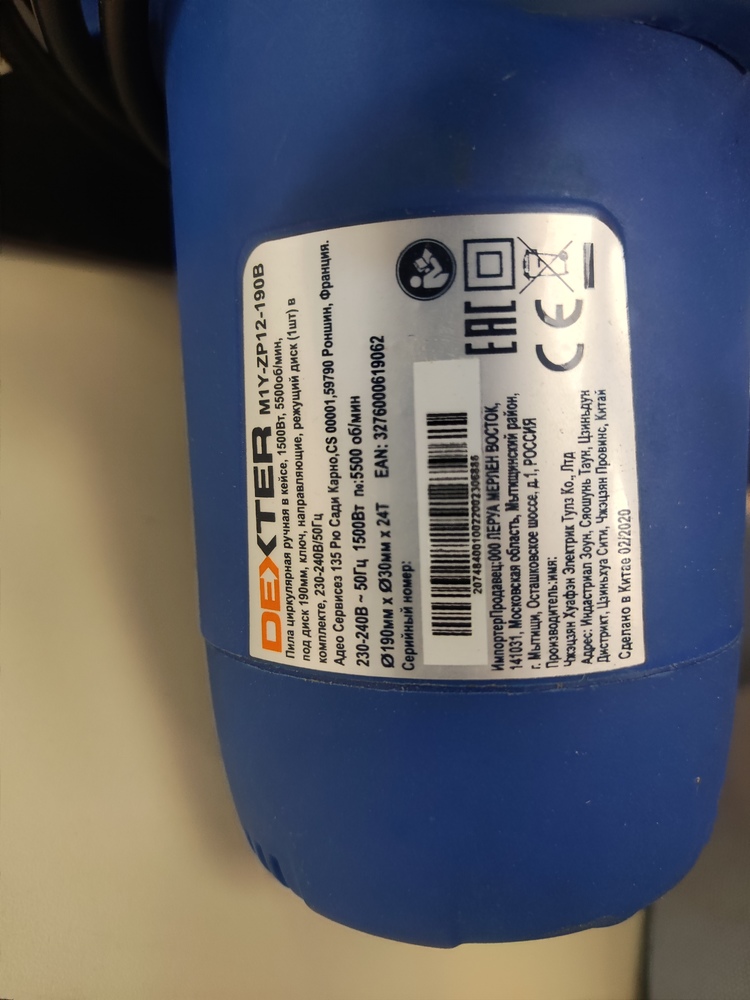 DEXTER M1Y-ZP12-190B
Пила циркулярная ручная в кейсе, 1500Вт, 5500об/мин,
под диск 190мм, ключ, направляющие, режущий диск (1шт) в
комплекте, 230-240В/50Гц
Адео Сервисез 135 Рю Сади Карно,CS 00001,59790 Роншин, Франция.
230-240В ~ 50Гц 1500Вт n₀:5500 об/мин
Ø190мм x Ø30мм x 24T EAN: 3276000619062
Серийный номер:
207484001002200230688
Импортер/Продавец:ООО ЛЕРУА МЕРЛЕН ВОСТОК,
141031, Московская область, Мытищинский район,
г. Мытищи, Осташковское шоссе, д.1, РОССИЯ
Производитель:имя:
Чжэцзян Хуафэн Электрик Тулз Ко., Лтд
Адрес: Индастриал Зоун, Сяошунь Таун, Цзиньдун
Дистрикт, Цзиньхуа Сити, Чжэцзян Провинс, Китай
Сделано в Китае 02/2020
EAC
CE